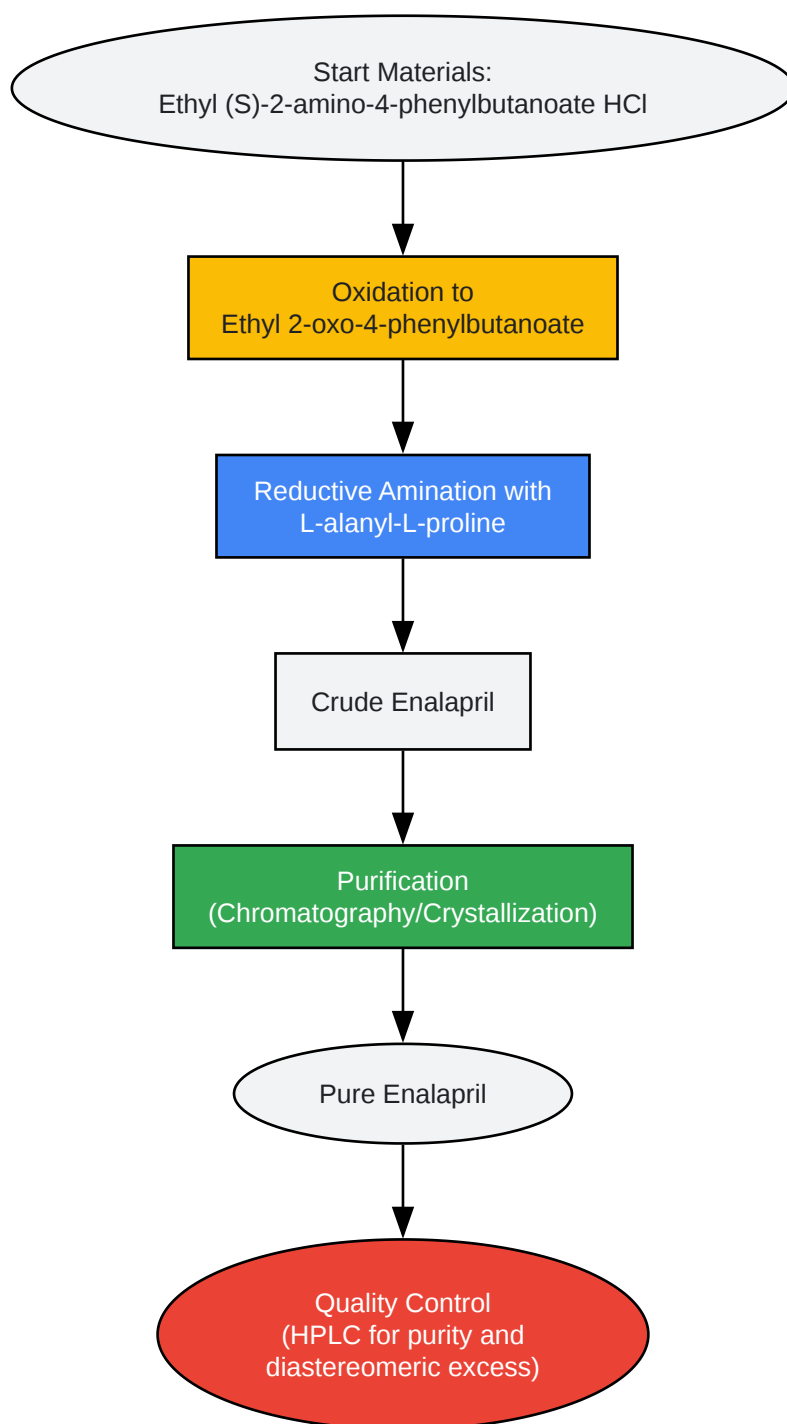 Start Materials:
Ethyl (S)-2-amino-4-phenylbutanoate HCl
Oxidation to
Ethyl 2-oxo-4-phenylbutanoate
Reductive Amination with
L-alanyl-L-proline
Crude Enalapril
Purification
(Chromatography/Crystallization)
Pure Enalapril
Quality Control
(HPLC for purity and
diastereomeric excess)